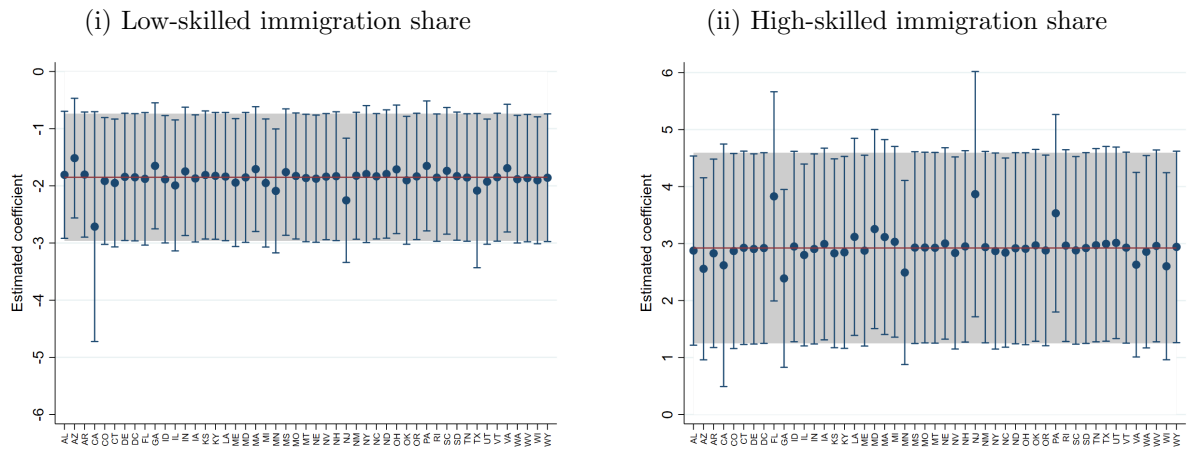 (i) Low-skilled immigration share
Estimated coefficient
0
-1
-2
-3
-4
-5
-6
AL AZ AR CA CO CT DE DC FL GA ID IL IN IA KS KY LA ME MD MA MI MN MS MO MT NE NV NH NJ NM NY NC ND OH OK OR PA RI SC SD TN TX UT VT VA WA WV WI WY
(ii) High-skilled immigration share
Estimated coefficient
6
5
4
3
2
1
0
AL AZ AR CA CO CT DE DC FL GA ID IL IN IA KS KY LA ME MD MA MI MN MS MO MT NE NV NH NJ NM NY NC ND OH OK OR PA RI SC SD TN TX UT VT VA WA WV WI WY